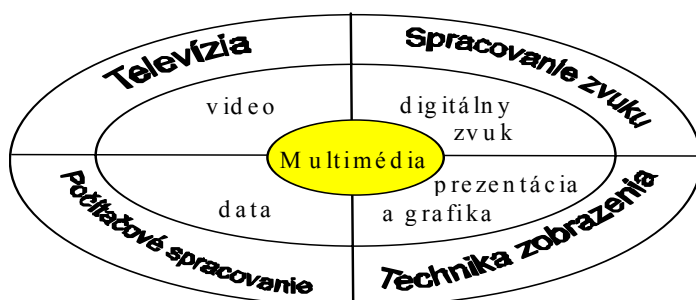 Televízia
Spracovanie zvuku
video
digitálny
zvuk
Multimédia
data
prezentácia
a grafika
Počítačové spracovanie
Technika zobrazenia